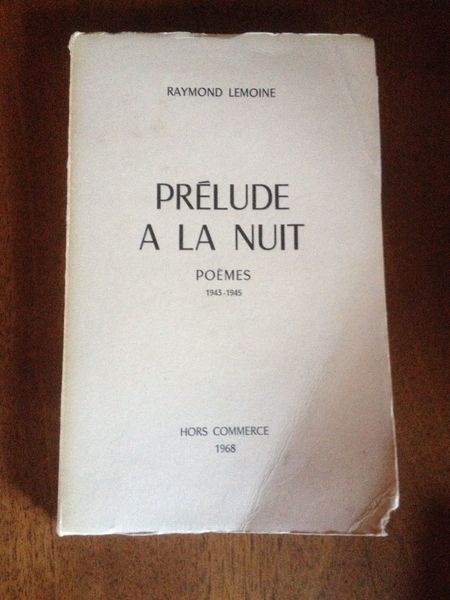 RAYMOND LEMOINE
PRÉLUDE
A LA NUIT
POÈMES
1943-1945
HORS COMMERCE
1968